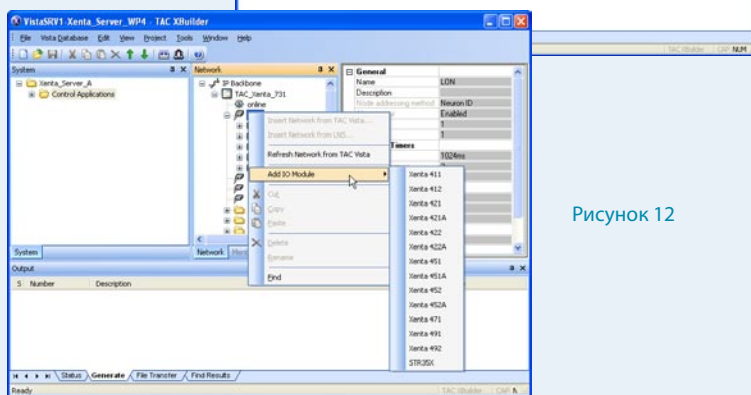 VistaSRV1-Xenta_Server_WP4 - TAC XBuilder
File Vista Database Edit View Project Tools Window Help
System
Xenta_Server_A
Control Applications
System
Network
IP Backbone
TAC_Xenta_731
online
Network
General
Name LON
Description
Node addressing method Neuron ID
Enabled
1
1
Timers
1024ms
Insert Network from TAC Vista...
Insert Network from LNS...
Refresh Network from TAC Vista
Add IO Module
Cut
Copy
Paste
Delete
Rename
Find
Xenta 411
Xenta 412
Xenta 421
Xenta 421A
Xenta 422
Xenta 422A
Xenta 451
Xenta 451A
Xenta 452
Xenta 452A
Xenta 471
Xenta 491
Xenta 492
STR35X
Output
S Number Description
Status Generate File Transfer Find Results
Ready
TAC XBuilder CAP
TAC XBuilder CAP NUM
Рисунок 12